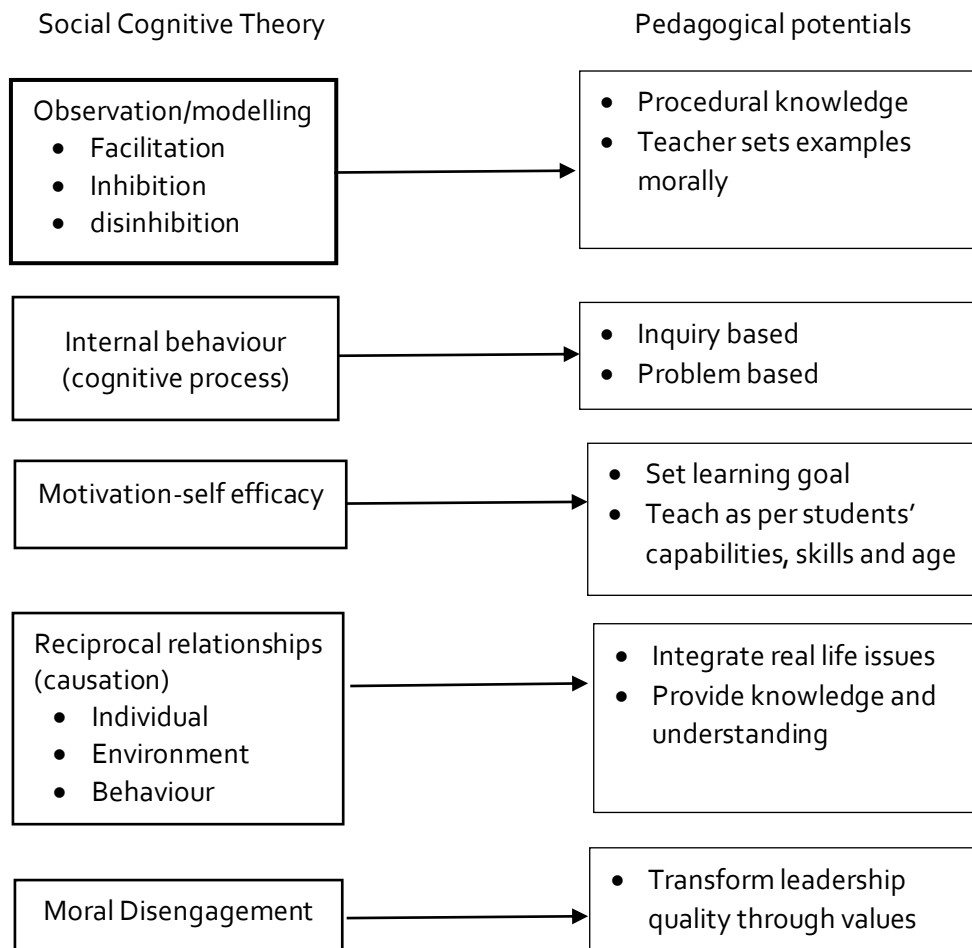 Social Cognitive Theory
Pedagogical potentials
Observation/modelling
• Facilitation
• Inhibition
• disinhibition
• Procedural knowledge
• Teacher sets examples
morally
Internal behaviour
(cognitive process)
• Inquiry based
• Problem based
Motivation-self efficacy
• Set learning goal
• Teach as per students’
capabilities, skills and age
Reciprocal relationships
(causation)
• Individual
• Environment
• Behaviour
• Integrate real life issues
• Provide knowledge and
understanding
Moral Disengagement
• Transform leadership
quality through values